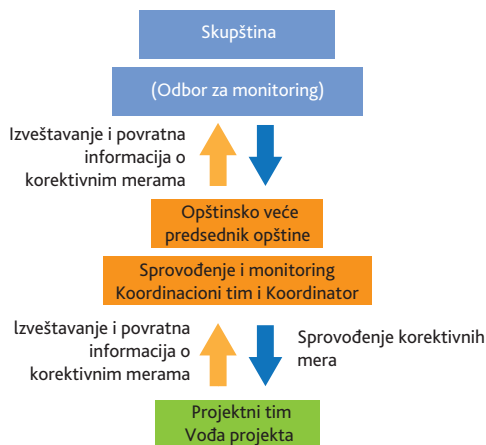 Skupština
(Odbor za monitoring)
Izveštavanje i povratna
informacija o
korektivnim merama
Opštinsko veće
predsednik opštine
Sprovođenje i monitoring
Koordinacioni tim i Koordinator
Izveštavanje i povratna
informacija o
korektivnim merama
Sprovođenje korektivnih
mera
Projektni tim
Vođa projekta